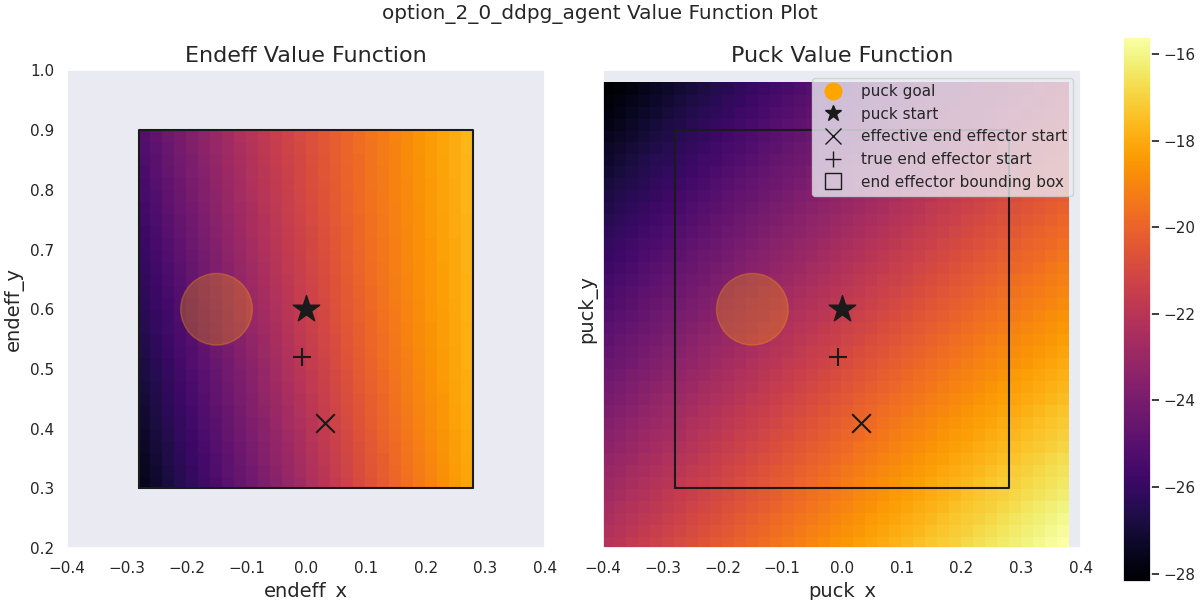 option_2_0_ddpg_agent Value Function Plot
Endeff Value Function
1.0
0.9
0.8
0.7
0.6
0.5
0.4
0.3
0.2
endeff_y
−0.4 −0.3 −0.2 −0.1 0.0 0.1 0.2 0.3 0.4
endeff_x
Puck Value Function
puck goal
puck start
effective end effector start
true end effector start
end effector bounding box
puck_y
−0.4 −0.3 −0.2 −0.1 0.0 0.1 0.2 0.3 0.4
puck_x
−16
−18
−20
−22
−24
−26
−28